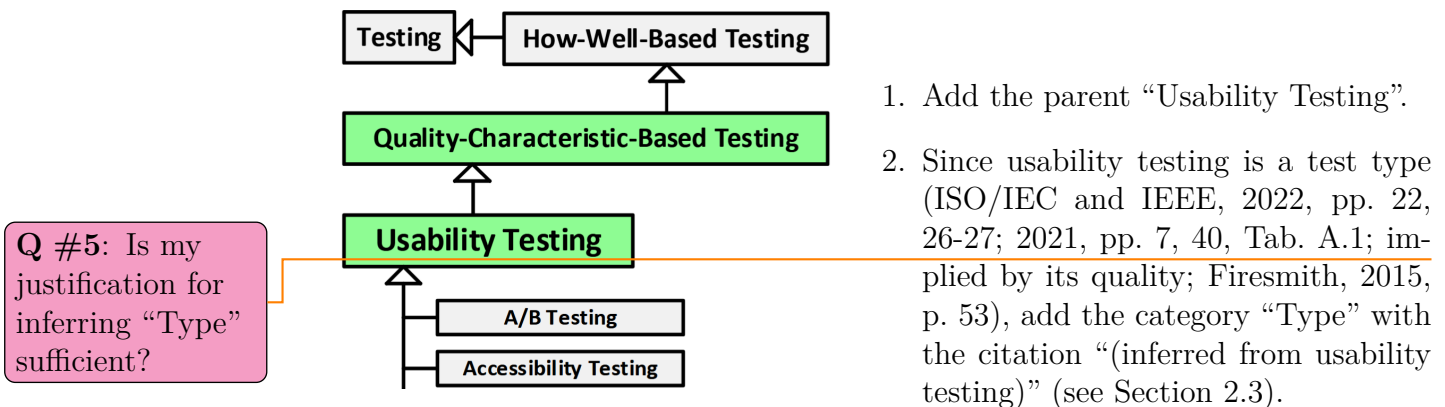 Testing
How-Well-Based Testing
Quality-Characteristic-Based Testing
Usability Testing
A/B Testing
Accessibility Testing
Q #5: Is my
justification for
inferring “Type”
sufficient?
1. Add the parent “Usability Testing”.
2. Since usability testing is a test type
(ISO/IEC and IEEE, 2022, pp. 22,
26-27; 2021, pp. 7, 40, Tab. A.1; im-
plied by its quality; Firesmith, 2015,
p. 53), add the category “Type” with
the citation “(inferred from usability
testing)” (see Section 2.3).